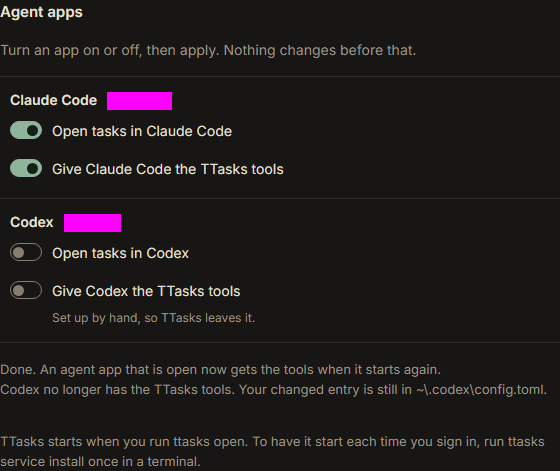 Agent apps
Turn an app on or off, then apply. Nothing changes before that.
Claude Code
Open tasks in Claude Code
Give Claude Code the TTasks tools
Codex
Open tasks in Codex
Give Codex the TTasks tools
Set up by hand, so TTasks leaves it.
Done. An agent app that is open now gets the tools when it starts again.
Codex no longer has the TTasks tools. Your changed entry is still in ~\.codex\config.toml.
TTasks starts when you run ttasks open. To have it start each time you sign in, run ttasks
service install once in a terminal.